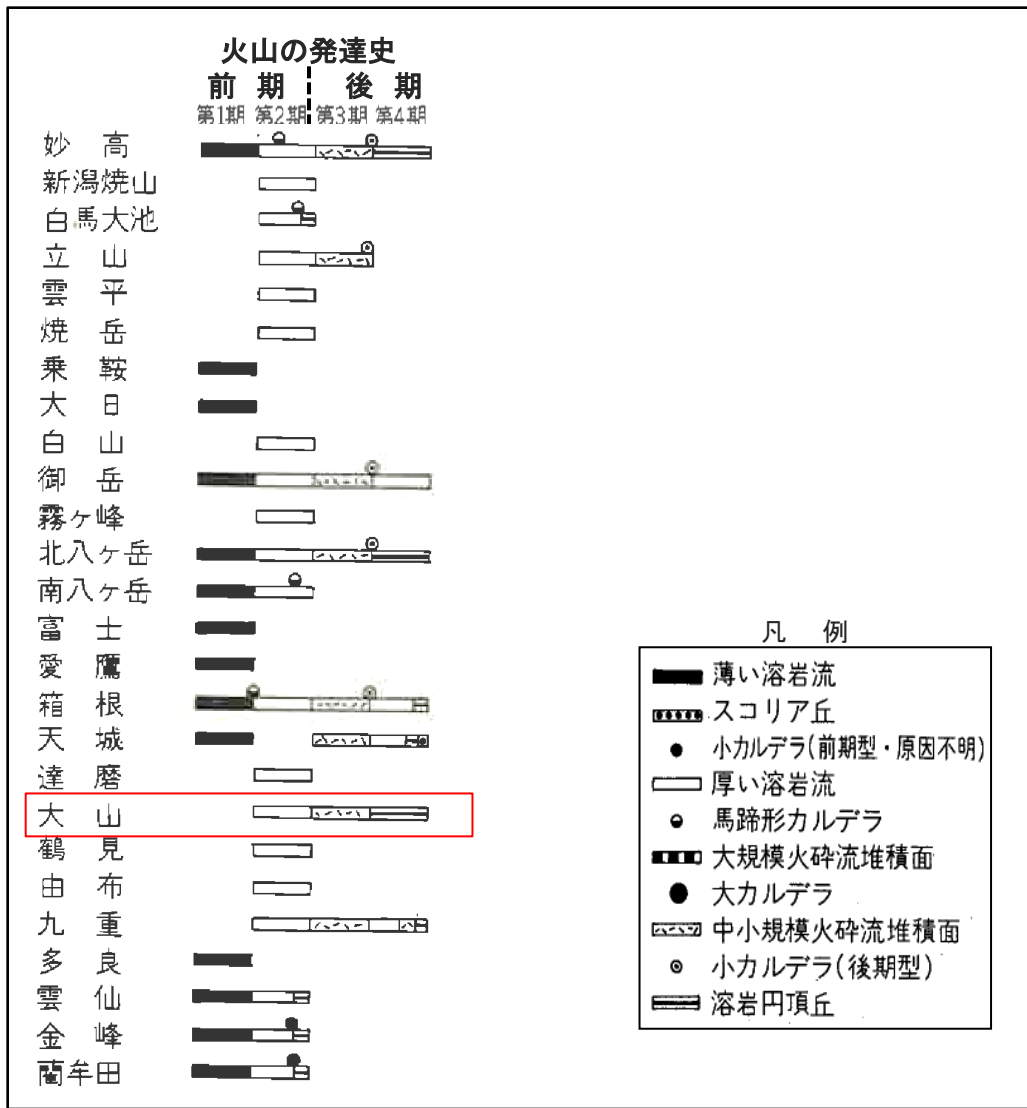 火山の発達史
前 期 後 期
第1期 第2期 第3期 第4期
妙 高
新潟焼山
白馬大池
立 山
雲 平
焼 岳
乗 鞍
大 日
白 山
御 岳
霧ヶ峰
北八ヶ岳
南八ヶ岳
富 士
愛 鷹
箱 根
天 城
達 磨
大 山
鶴 見
由 布
九 重
多 良
雲 仙
金 峰
藺牟田
凡 例
薄い溶岩流
スコリア丘
小カルデラ(前期型・原因不明)
厚い溶岩流
馬蹄形カルデラ
大規模火砕流堆積面
大カルデラ
中小規模火砕流堆積面
小カルデラ(後期型)
溶岩円頂丘